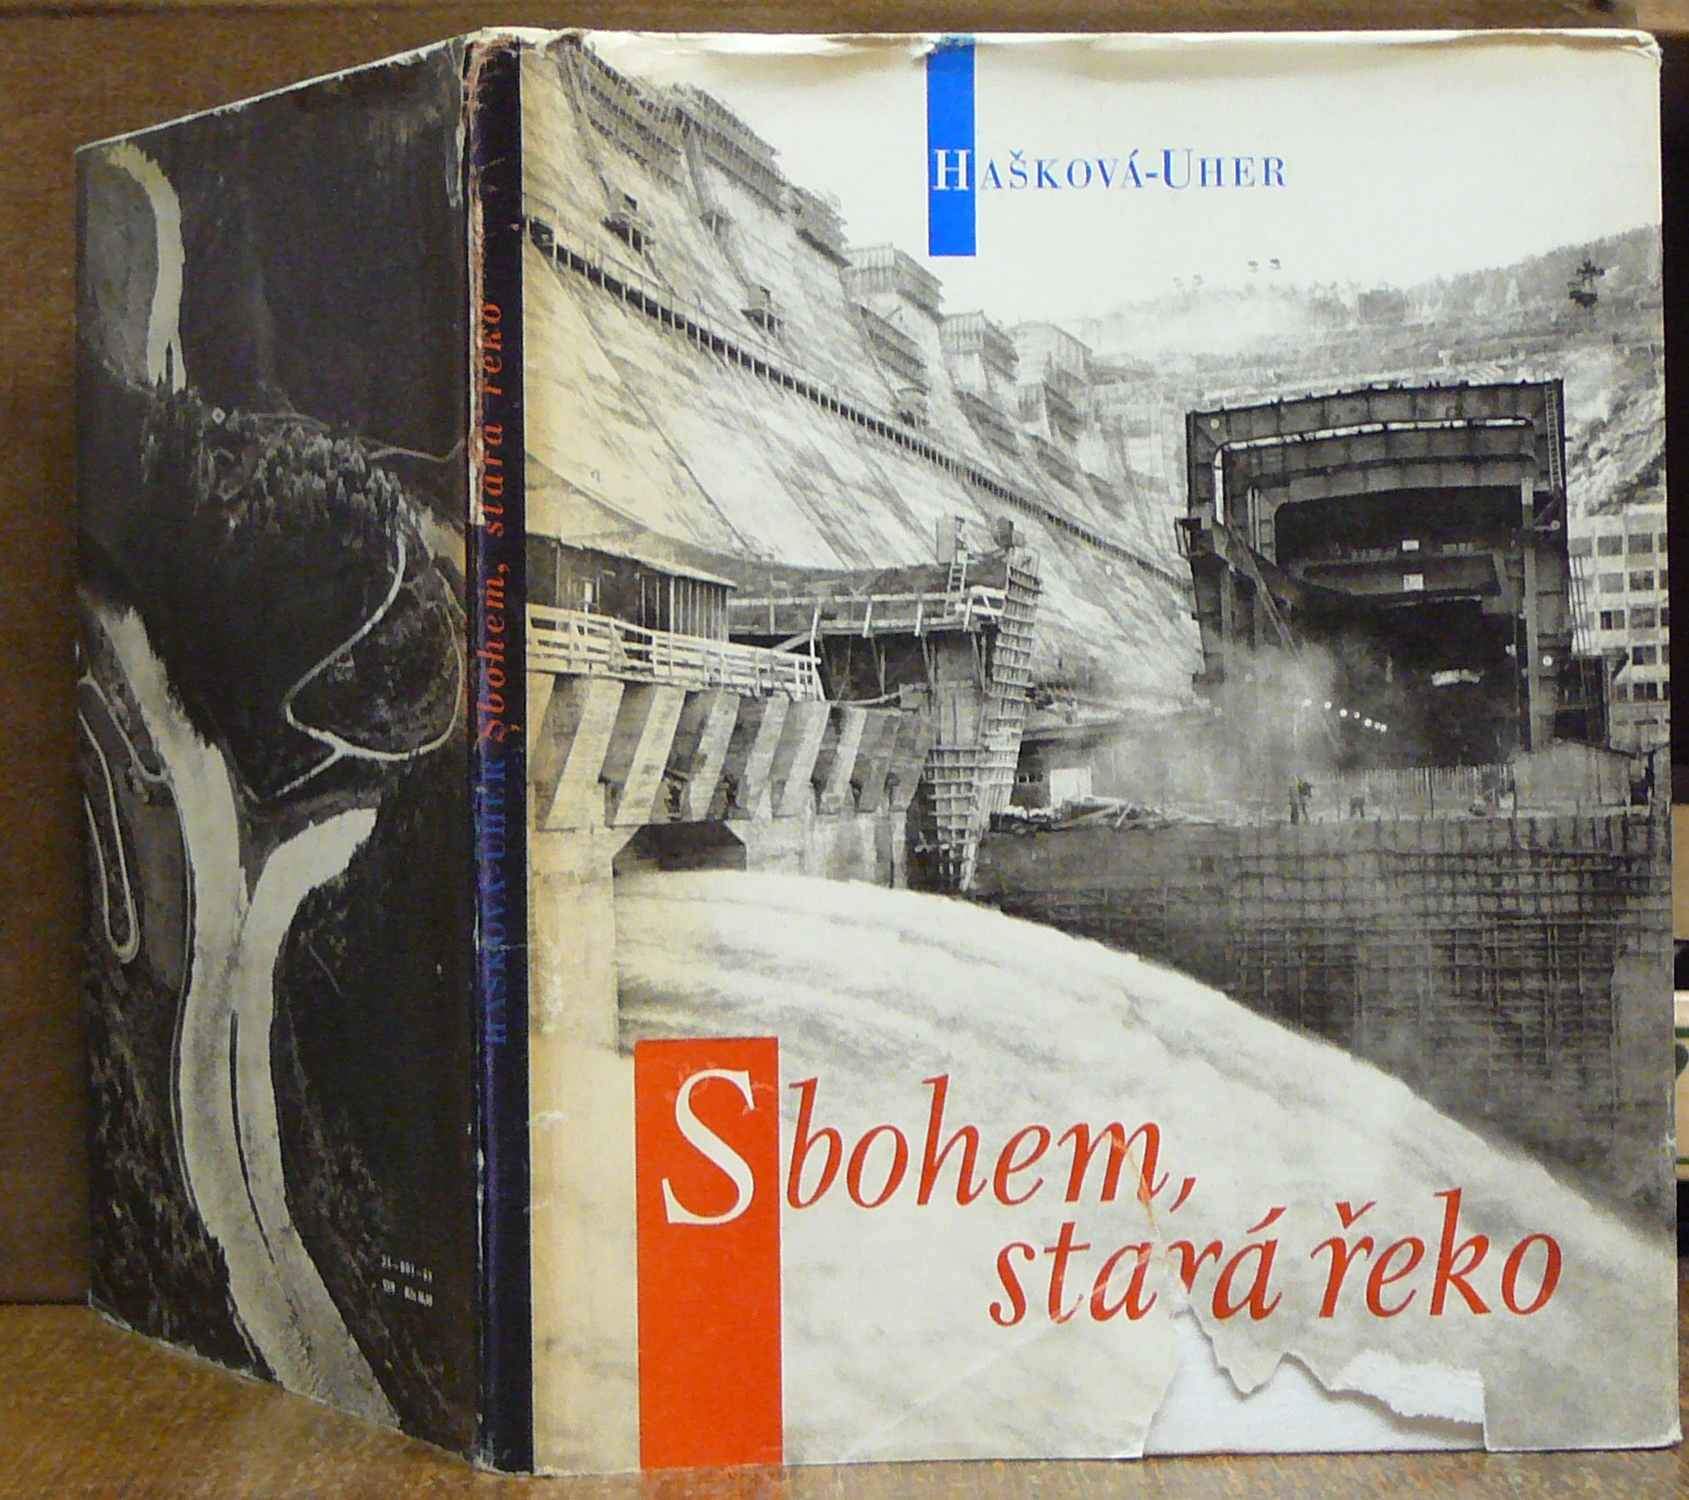 HAŠKOVÁ-UHER
Sbohem,
stará řeko
HAŠKOVÁ-UHER Sbohem, stará řeko